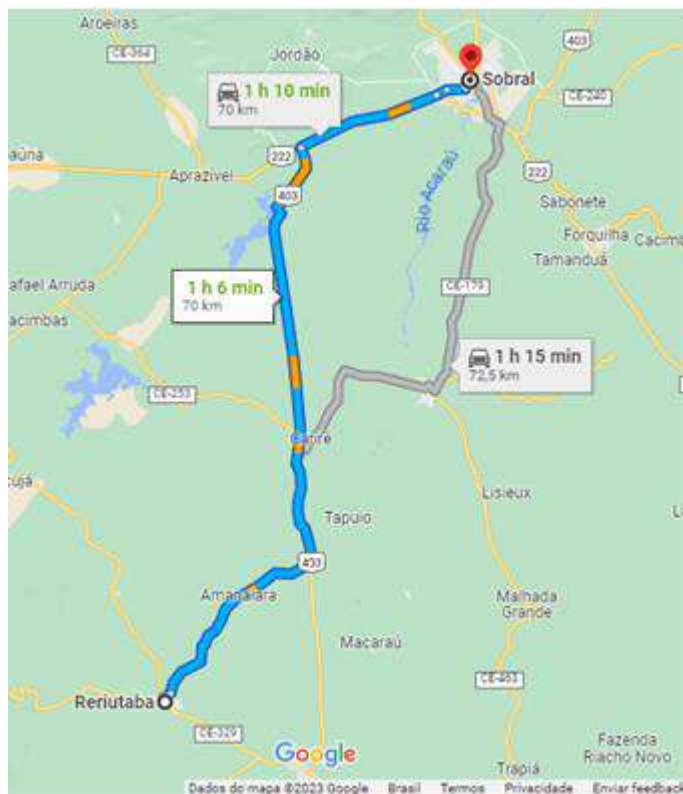 Aroeiras
CE-364
Jordão
403
Sobral
1 h 10 min
70 km
CE-240
222
Aprazível
403
Rio Acaraú
222
Sabonete
Forquilha
Tamanduá
Rafael Arruda
1 h 6 min
70 km
CE-179
1 h 15 min
72,5 km
CE-253
Cariré
Lisieux
Tapuio
403
Amanaiara
Malhada
Grande
Macaraú
CE-463
Reriutaba
CE-329
Google
Fazenda
Riacho Novo
Trapiá
Dados do mapa ©2023 Google Brasil Termos Privacidade Enviar feedback